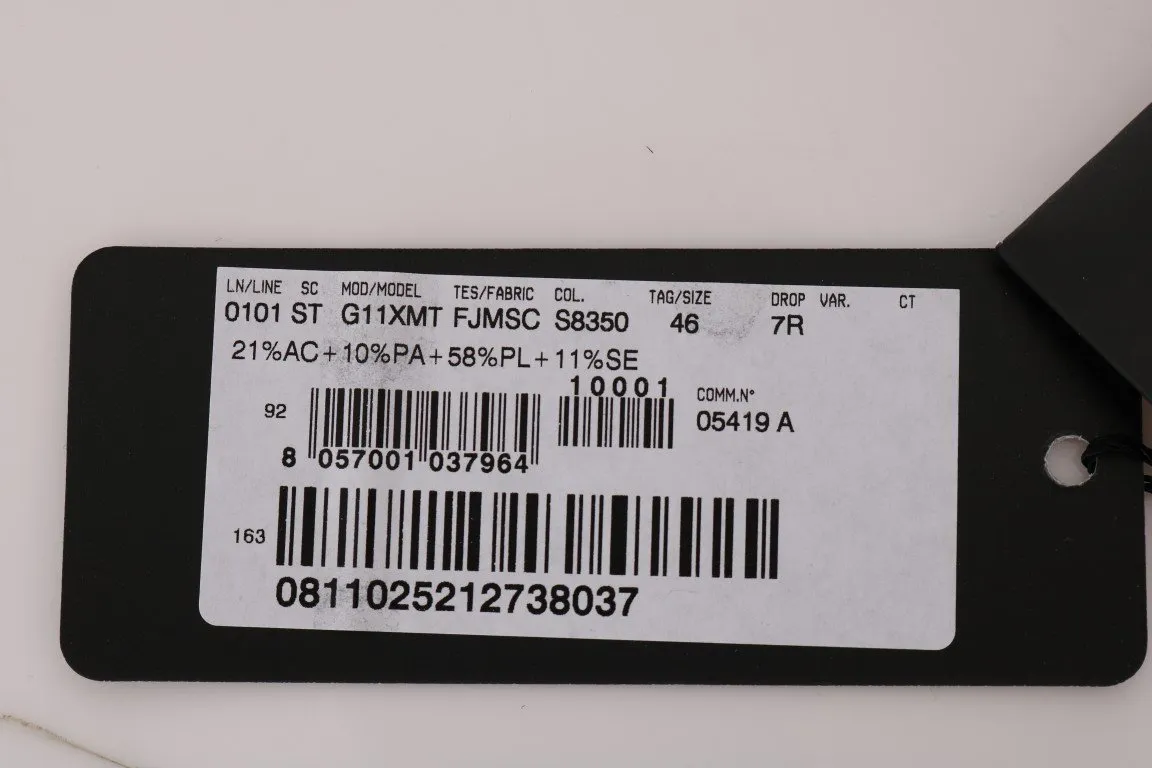 LN/LINE SC MOD/MODEL TES/FABRIC COL. TAG/SIZE DROP VAR. CT
0101 ST G11XMT FJMSC S8350 46 7R
21%AC+10%PA+58%PL+11%SE
10001
COMM.N°
92
05419 A
8 057001 037964
163
0811025212738037